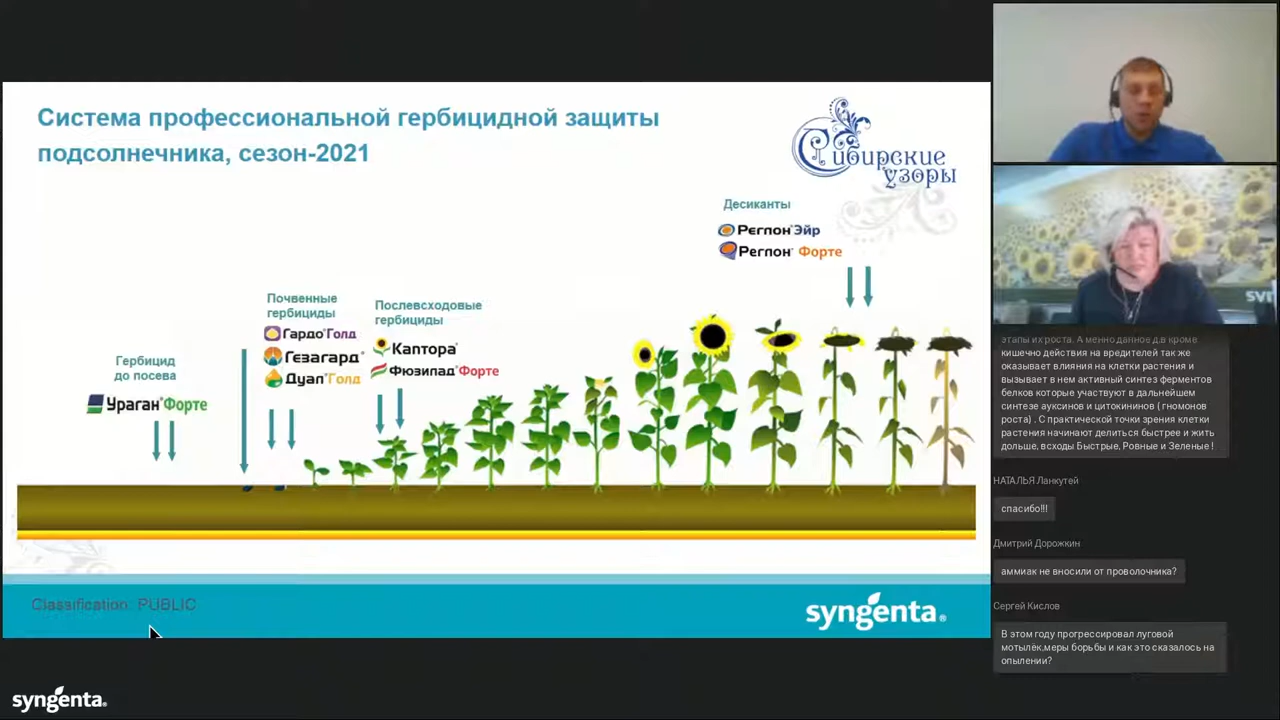 Система профессиональной гербицидной защиты
подсолнечника, сезон-2021
Сибирские
узоры
Десиканты
Реглон Эйр
Реглон Форте
Почвенные
гербициды
Гардо Голд
Гезагард
Дуал Голд
Послевсходовые
гербициды
Каптора
Фюзилад Форте
Гербицид
до посева
Ураган Форте
Classification: PUBLIC
syngenta
syngenta
этапы их роста. А менно данное д.в кроме
кишечно действия на вредителей так же
оказывает влияния на клетки растения и
вызывает в нем активный синтез ферментов
белков которые участвуют в дальнейшем
синтезе ауксинов и цитокининов ( гномонов
роста) . С практической точки зрения клетки
растения начинают делиться быстрее и жить
дольше, всходы Быстрые, Ровные и Зеленые !
НАТАЛЬЯ Ланкутей
спасибо!!!
Дмитрий Дорожкин
аммиак не вносили от проволочника?
Сергей Кислов
В этом году прогрессировал луговой
мотылёк,меры борьбы и как это сказалось на
опылении?